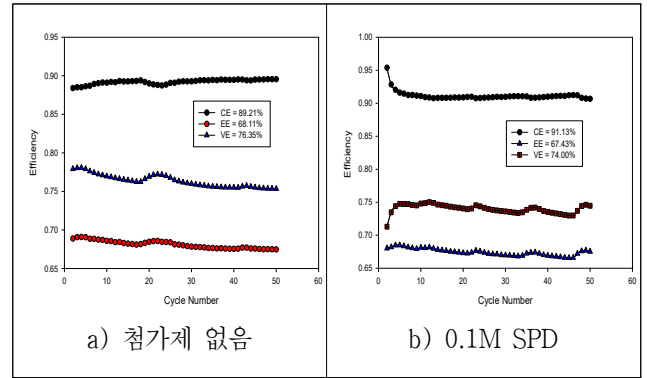 0.95
0.90
0.85
0.80
0.75
0.70
0.65
Efficiency
0 10 20 30 40 50 60
Cycle Number
CE = 89.21%
EE = 68.11%
VE = 76.35%
a) 첨가제 없음
1.00
0.95
0.90
0.85
0.80
0.75
0.70
0.65
Efficiency
0 10 20 30 40 50 60
Cycle Number
CE = 91.13%
EE = 67.43%
VE = 74.00%
b) 0.1M SPD